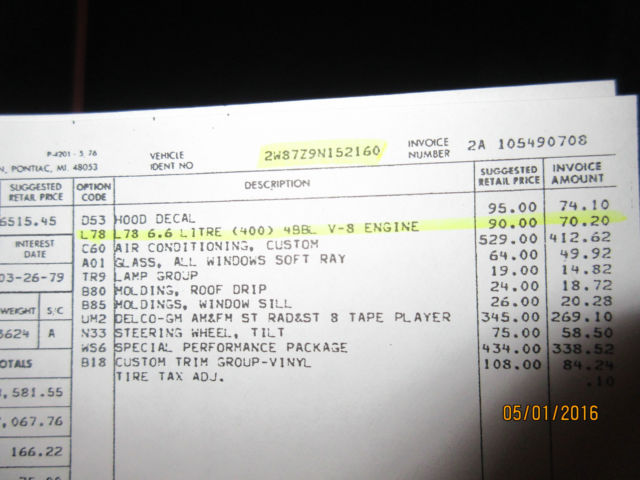 P-4201-5 76
N, PONTIAC, MI. 48053
VEHICLE IDENT NO 2W87Z9N152160 INVOICE NUMBER 2A 105490708
SUGGESTED RETAIL PRICE OPTION CODE DESCRIPTION SUGGESTED RETAIL PRICE INVOICE AMOUNT
6515.45 D53 HOOD DECAL 95.00 74.10
L78 L78 6.6 LITRE (400) 4BBL V-8 ENGINE 90.00 70.20
INTEREST DATE C60 AIR CONDITIONING, CUSTOM 529.00 412.62
A01 GLASS, ALL WINDOWS SOFT RAY 64.00 49.92
03-26-79 TR9 LAMP GROUP 19.00 14.82
B80 MOLDING, ROOF DRIP 24.00 18.72
WEIGHT S/C B85 MOLDINGS, WINDOW SILL 26.00 20.28
UM2 DELCO-GM AM&FM ST RAD&ST 8 TAPE PLAYER 345.00 269.10
3624 A N33 STEERING WHEEL, TILT 75.00 58.50
WS6 SPECIAL PERFORMANCE PACKAGE 434.00 338.52
TOTALS B18 CUSTOM TRIM GROUP-VINYL 108.00 84.24
TIRE TAX ADJ. .10
,581.55
,067.76
166.22
05/01/2016